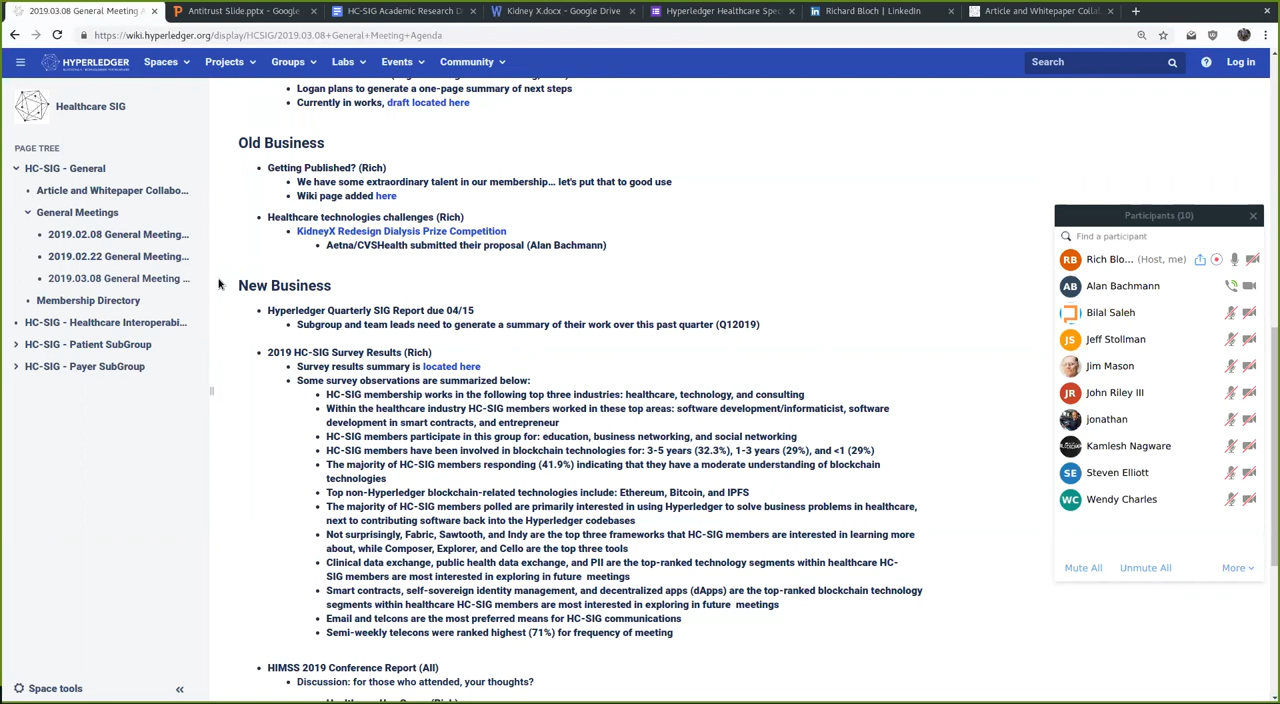 2019.03.08 General Meeting A
Antitrust Slide.pptx - Google
HC-SIG Academic Research D
Kidney X.docx - Google Drive
Hyperledger Healthcare Spec
Richard Bloch | LinkedIn
Article and Whitepaper Collab
https://wiki.hyperledger.org/display/HCSIG/2019.03.08+General+Meeting+Agenda
HYPERLEDGER
Spaces
Projects
Groups
Labs
Events
Community
Search
Log in
Healthcare SIG
PAGE TREE
HC-SIG - General
Article and Whitepaper Collabo...
General Meetings
2019.02.08 General Meeting...
2019.02.22 General Meeting...
2019.03.08 General Meeting ...
Membership Directory
HC-SIG - Healthcare Interoperabi...
HC-SIG - Patient SubGroup
HC-SIG - Payer SubGroup
Space tools
Logan plans to generate a one-page summary of next steps
Currently in works, draft located here
Old Business
Getting Published? (Rich)
We have some extraordinary talent in our membership... let's put that to good use
Wiki page added here
Healthcare technologies challenges (Rich)
KidneyX Redesign Dialysis Prize Competition
Aetna/CVSHealth submitted their proposal (Alan Bachmann)
New Business
Hyperledger Quarterly SIG Report due 04/15
Subgroup and team leads need to generate a summary of their work over this past quarter (Q12019)
2019 HC-SIG Survey Results (Rich)
Survey results summary is located here
Some survey observations are summarized below:
HC-SIG membership works in the following top three industries: healthcare, technology, and consulting
Within the healthcare industry HC-SIG members worked in these top areas: software development/informaticist, software
development in smart contracts, and entrepreneur
HC-SIG members participate in this group for: education, business networking, and social networking
HC-SIG members have been involved in blockchain technologies for: 3-5 years (32.3%), 1-3 years (29%), and <1 (29%)
The majority of HC-SIG members responding (41.9%) indicating that they have a moderate understanding of blockchain
technologies
Top non-Hyperledger blockchain-related technologies include: Ethereum, Bitcoin, and IPFS
The majority of HC-SIG members polled are primarily interested in using Hyperledger to solve business problems in healthcare,
next to contributing software back into the Hyperledger codebases
Not surprisingly, Fabric, Sawtooth, and Indy are the top three frameworks that HC-SIG members are interested in learning more
about, while Composer, Explorer, and Cello are the top three tools
Clinical data exchange, public health data exchange, and PII are the top-ranked technology segments within healthcare HC-
SIG members are most interested in exploring in future meetings
Smart contracts, self-sovereign identity management, and decentralized apps (dApps) are the top-ranked blockchain technology
segments within healthcare HC-SIG members are most interested in exploring in future meetings
Email and telcons are the most preferred means for HC-SIG communications
Semi-weekly telecons were ranked highest (71%) for frequency of meeting
HIMSS 2019 Conference Report (All)
Discussion: for those who attended, your thoughts?
Participants (10)
Find a participant
RB Rich Blo... (Host, me)
AB Alan Bachmann
Bilal Saleh
JS Jeff Stollman
Jim Mason
JR John Riley III
jonathan
Kamlesh Nagware
SE Steven Elliott
WC Wendy Charles
Mute All
Unmute All
More